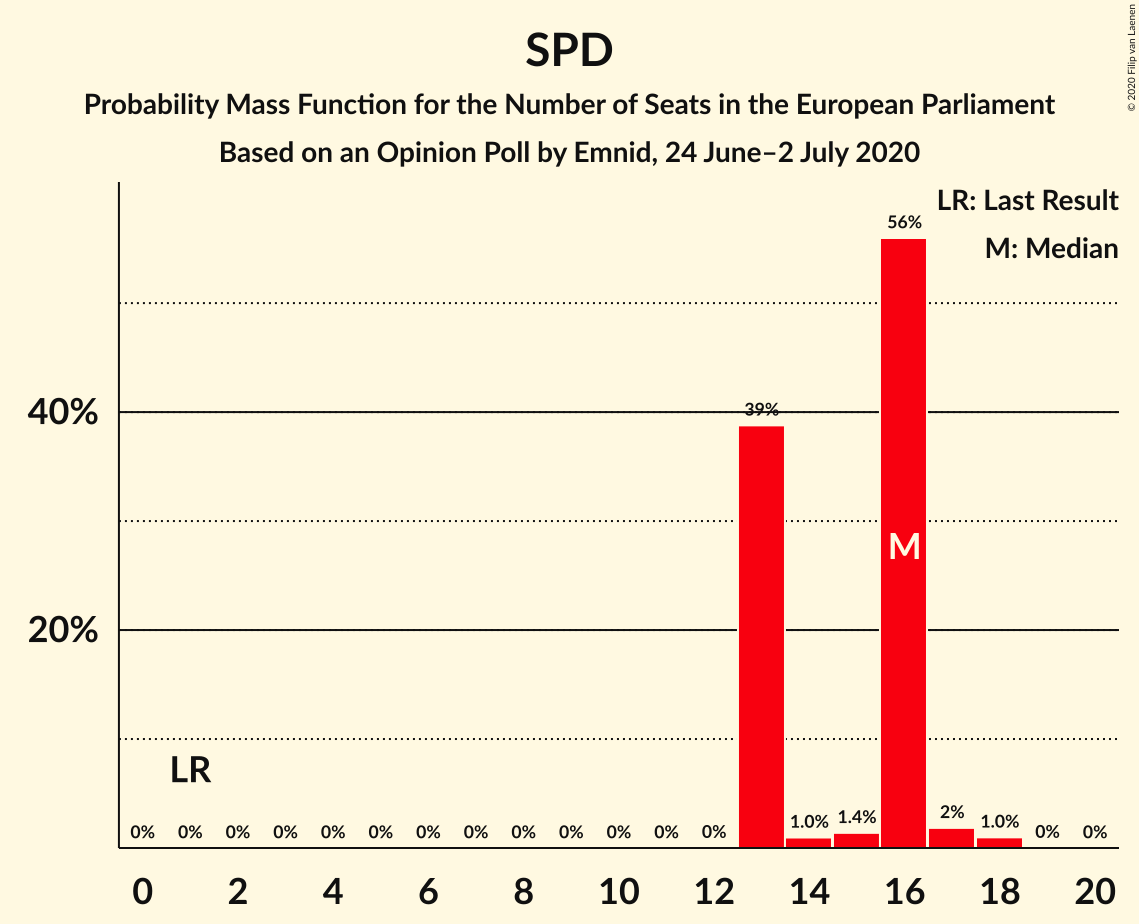 SPD
Probability Mass Function for the Number of Seats in the European Parliament
Based on an Opinion Poll by Emnid, 24 June–2 July 2020
© 2020 Filip van Laenen
LR: Last Result
M: Median
56%
40%
39%
M
20%
LR
0% 0% 0% 0% 0% 0% 0% 0% 0% 0% 0% 0% 0% 1.0% 1.4% 2% 1.0% 0% 0%
0 2 4 6 8 10 12 14 16 18 20